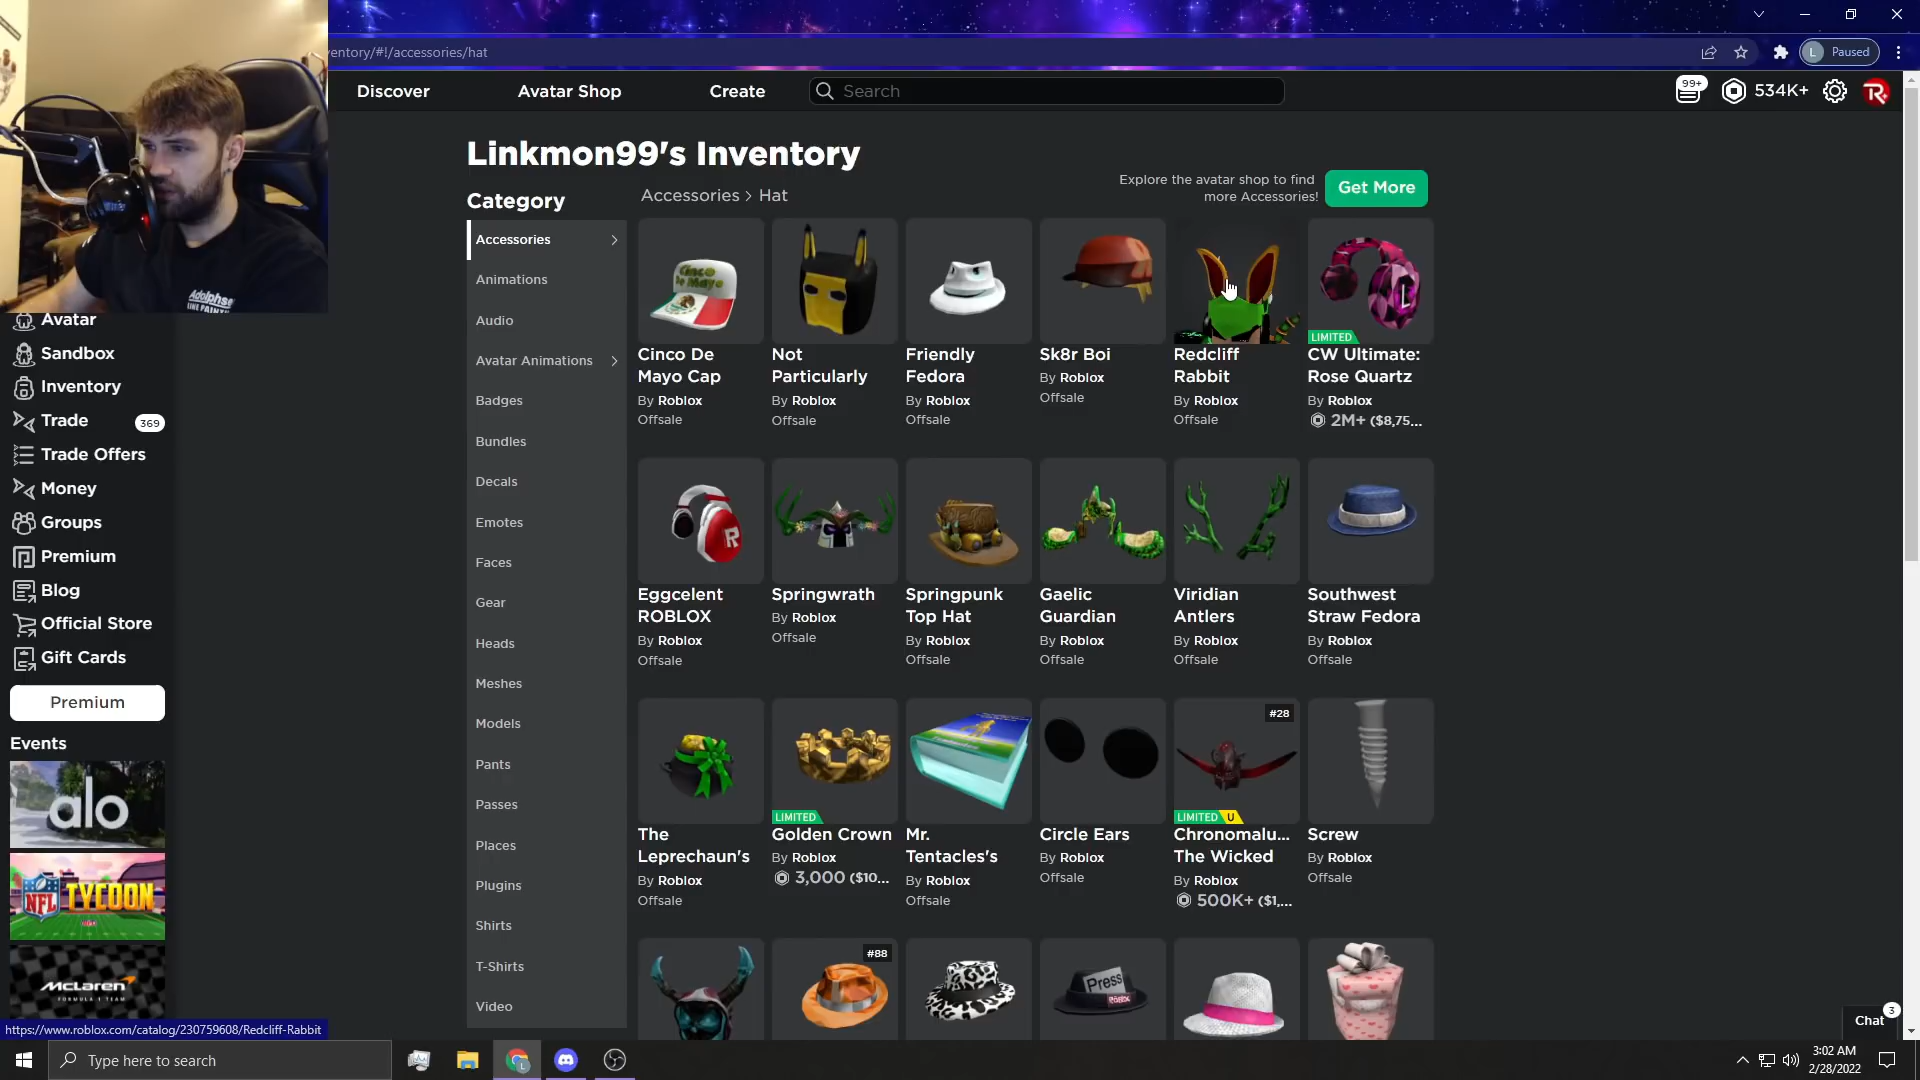 entory/#!/accessories/hat
Paused
Discover
Avatar Shop
Create
Search
99+
534K+
Linkmon99's Inventory
Category
Accessories > Hat
Explore the avatar shop to find
more Accessories!
Get More
Accessories
Animations
Audio
Avatar Animations
Badges
Bundles
Decals
Emotes
Faces
Gear
Heads
Meshes
Models
Pants
Passes
Places
Plugins
Shirts
T-Shirts
Video
Avatar
Sandbox
Inventory
Trade
369
Trade Offers
Money
Groups
Premium
Blog
Official Store
Gift Cards
Premium
Events
alo
NFL TYCOON
McLaren
FORMULA 1 TEAM
Cinco De
Mayo Cap
By Roblox
Offsale
Not
Particularly
By Roblox
Offsale
Friendly
Fedora
By Roblox
Offsale
Sk8r Boi
By Roblox
Offsale
Redcliff
Rabbit
By Roblox
Offsale
LIMITED
CW Ultimate:
Rose Quartz
By Roblox
2M+ ($8,75...
Eggcelent
ROBLOX
By Roblox
Offsale
Springwrath
By Roblox
Offsale
Springpunk
Top Hat
By Roblox
Offsale
Gaelic
Guardian
By Roblox
Offsale
Viridian
Antlers
By Roblox
Offsale
Southwest
Straw Fedora
By Roblox
Offsale
The
Leprechaun's
By Roblox
Offsale
LIMITED
Golden Crown
By Roblox
3,000 ($10...
Mr.
Tentacles's
By Roblox
Offsale
Circle Ears
By Roblox
Offsale
#28
LIMITED U
Chronomalu...
The Wicked
By Roblox
500K+ ($1,...
Screw
By Roblox
Offsale
#88
Press
Chat
3
https://www.roblox.com/catalog/230759608/Redcliff-Rabbit
Type here to search
3:02 AM
2/28/2022